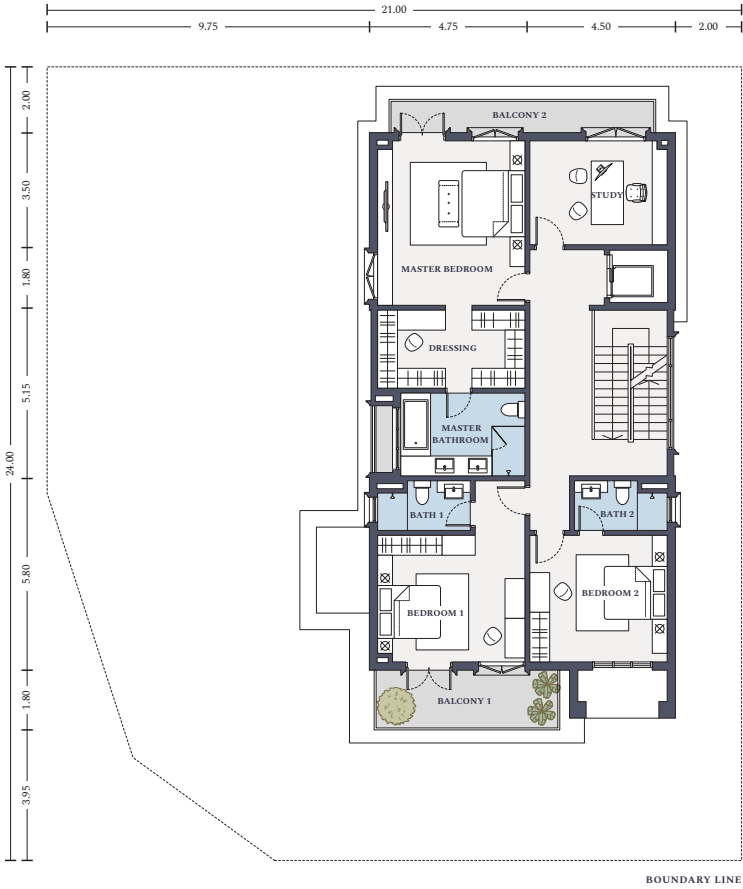 21.00
9.75
4.75
4.50
2.00
24.00
2.00
3.50
1.80
5.15
5.80
1.80
3.95
BALCONY 2
STUDY
MASTER BEDROOM
DRESSING
MASTER
BATHROOM
BATH 1
BATH 2
BEDROOM 2
BEDROOM 1
BALCONY 1
BOUNDARY LINE